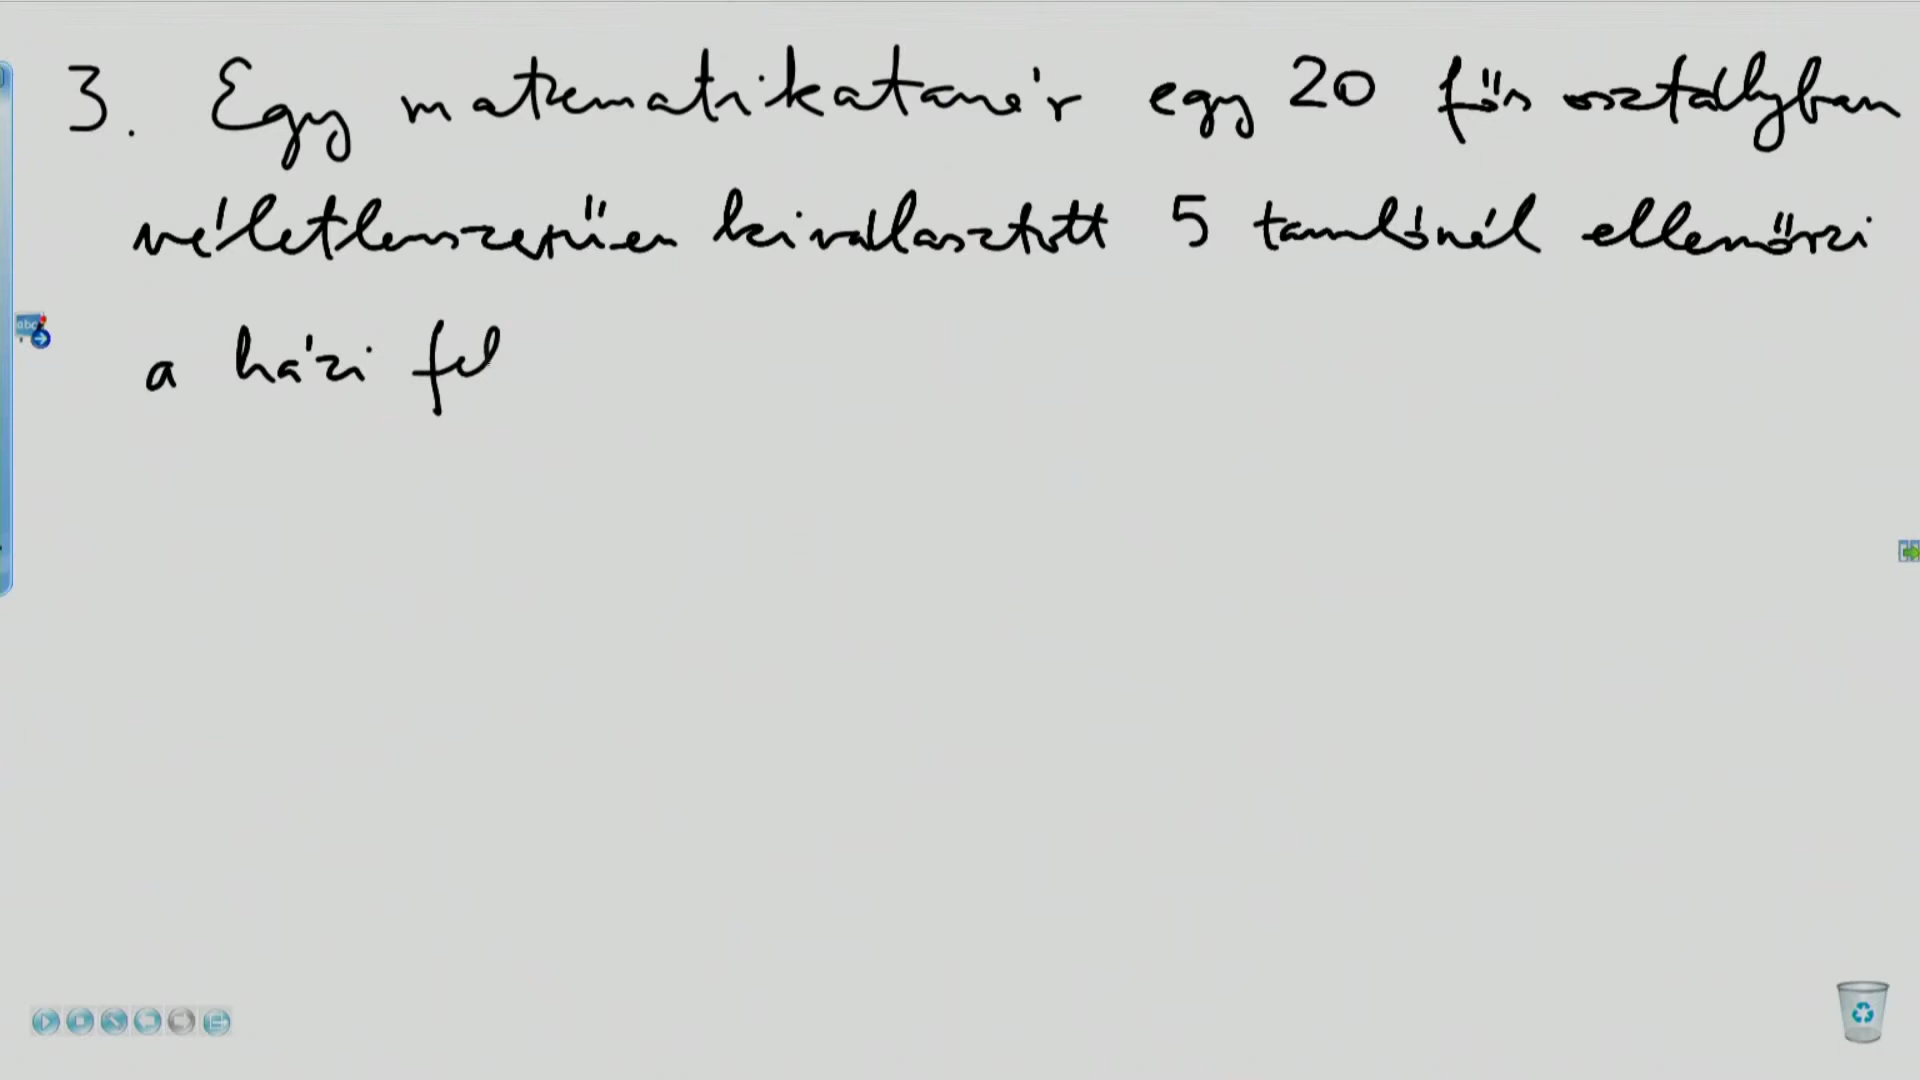 3. Egy matematikatanár egy 20 fős osztályban
véletlenszerűen kiválasztott 5 tanulónál ellenőrzi
a házi fel